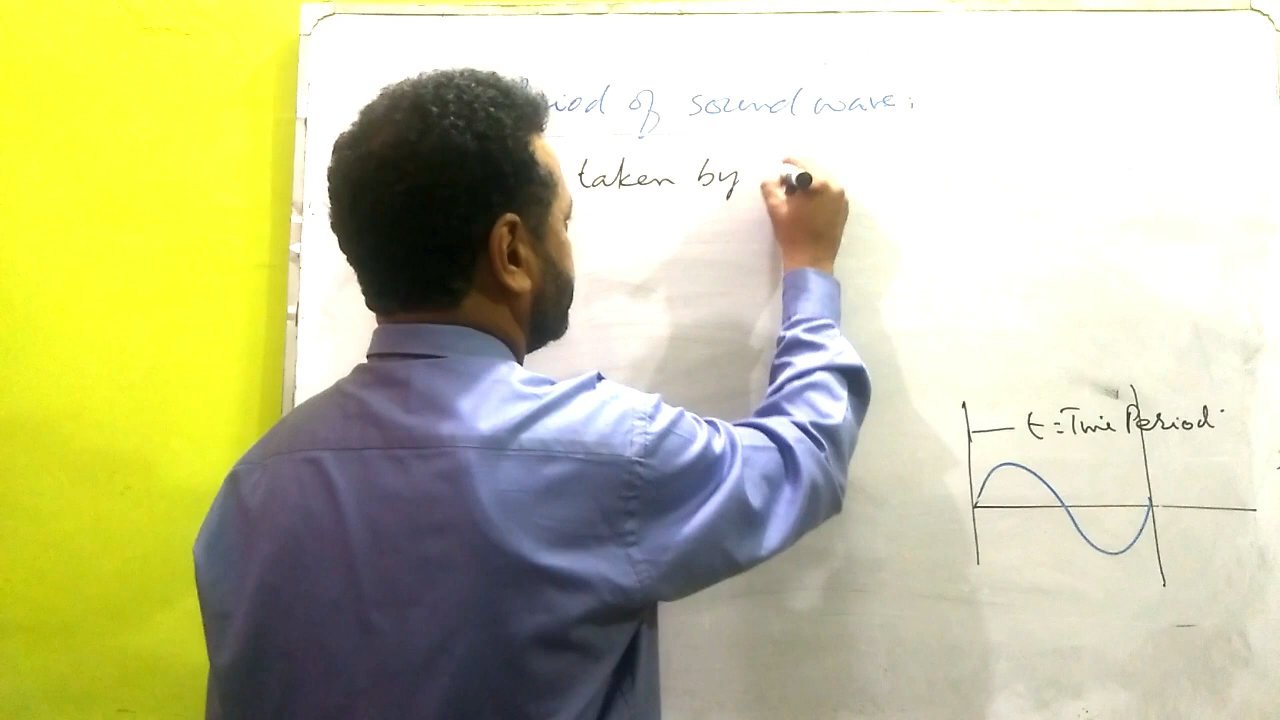 iod of sound wave:
taken by
t = Time Period